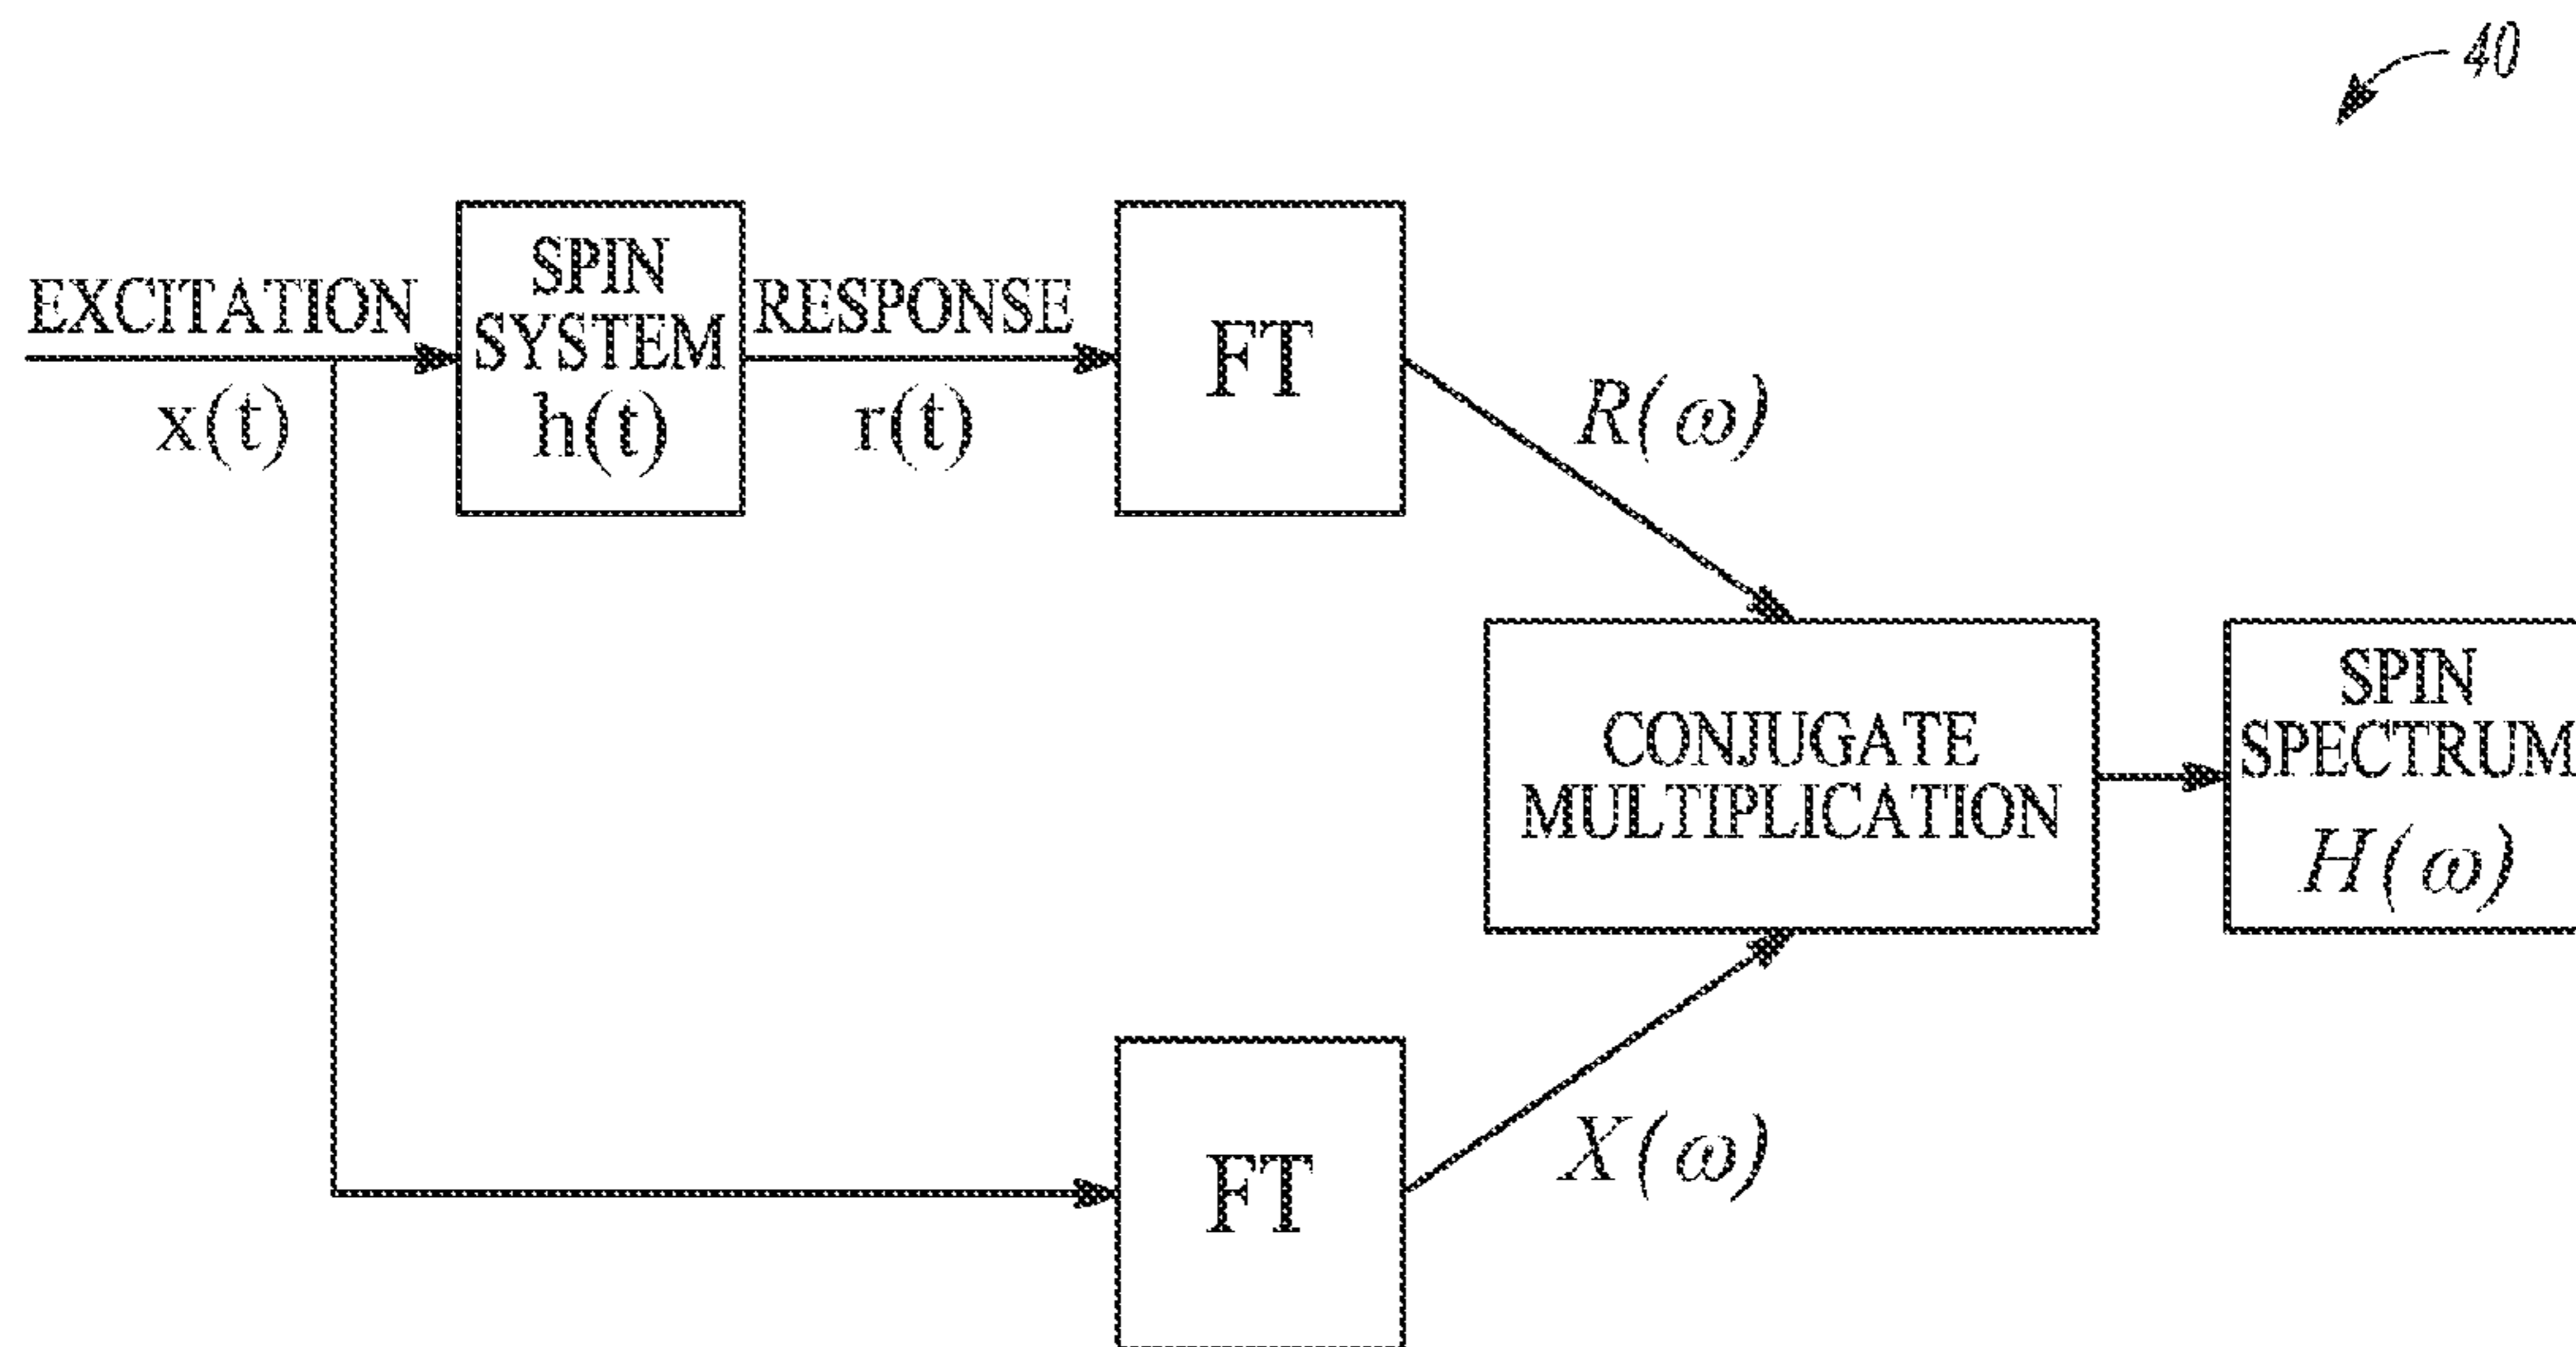 40
EXCITATION
x(t)
SPIN
SYSTEM
h(t)
RESPONSE
r(t)
FT
R(ω)
CONJUGATE
MULTIPLICATION
SPIN
SPECTRUM
H(ω)
FT
X(ω)